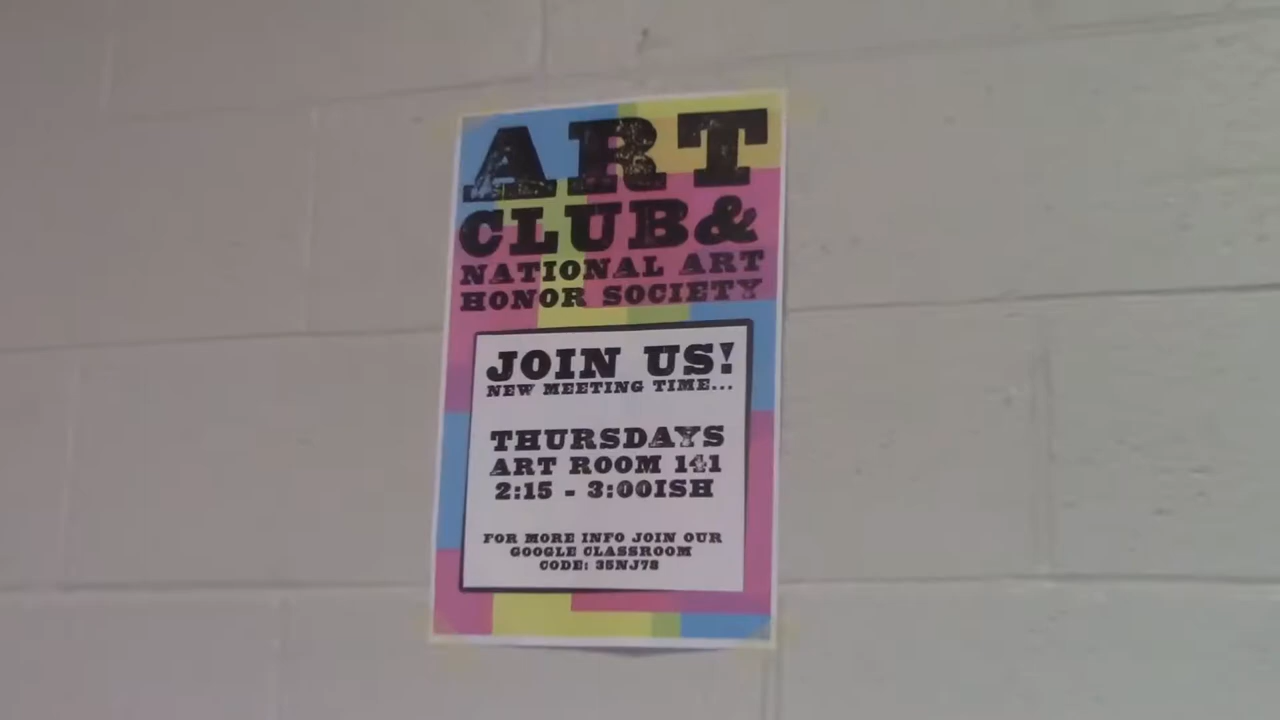 ART
CLUB&
NATIONAL ART
HONOR SOCIETY
JOIN US!
NEW MEETING TIME...
THURSDAYS
ART ROOM 141
2:15 - 3:00ISH
FOR MORE INFO JOIN OUR
GOOGLE CLASSROOM
CODE: 35NJ78